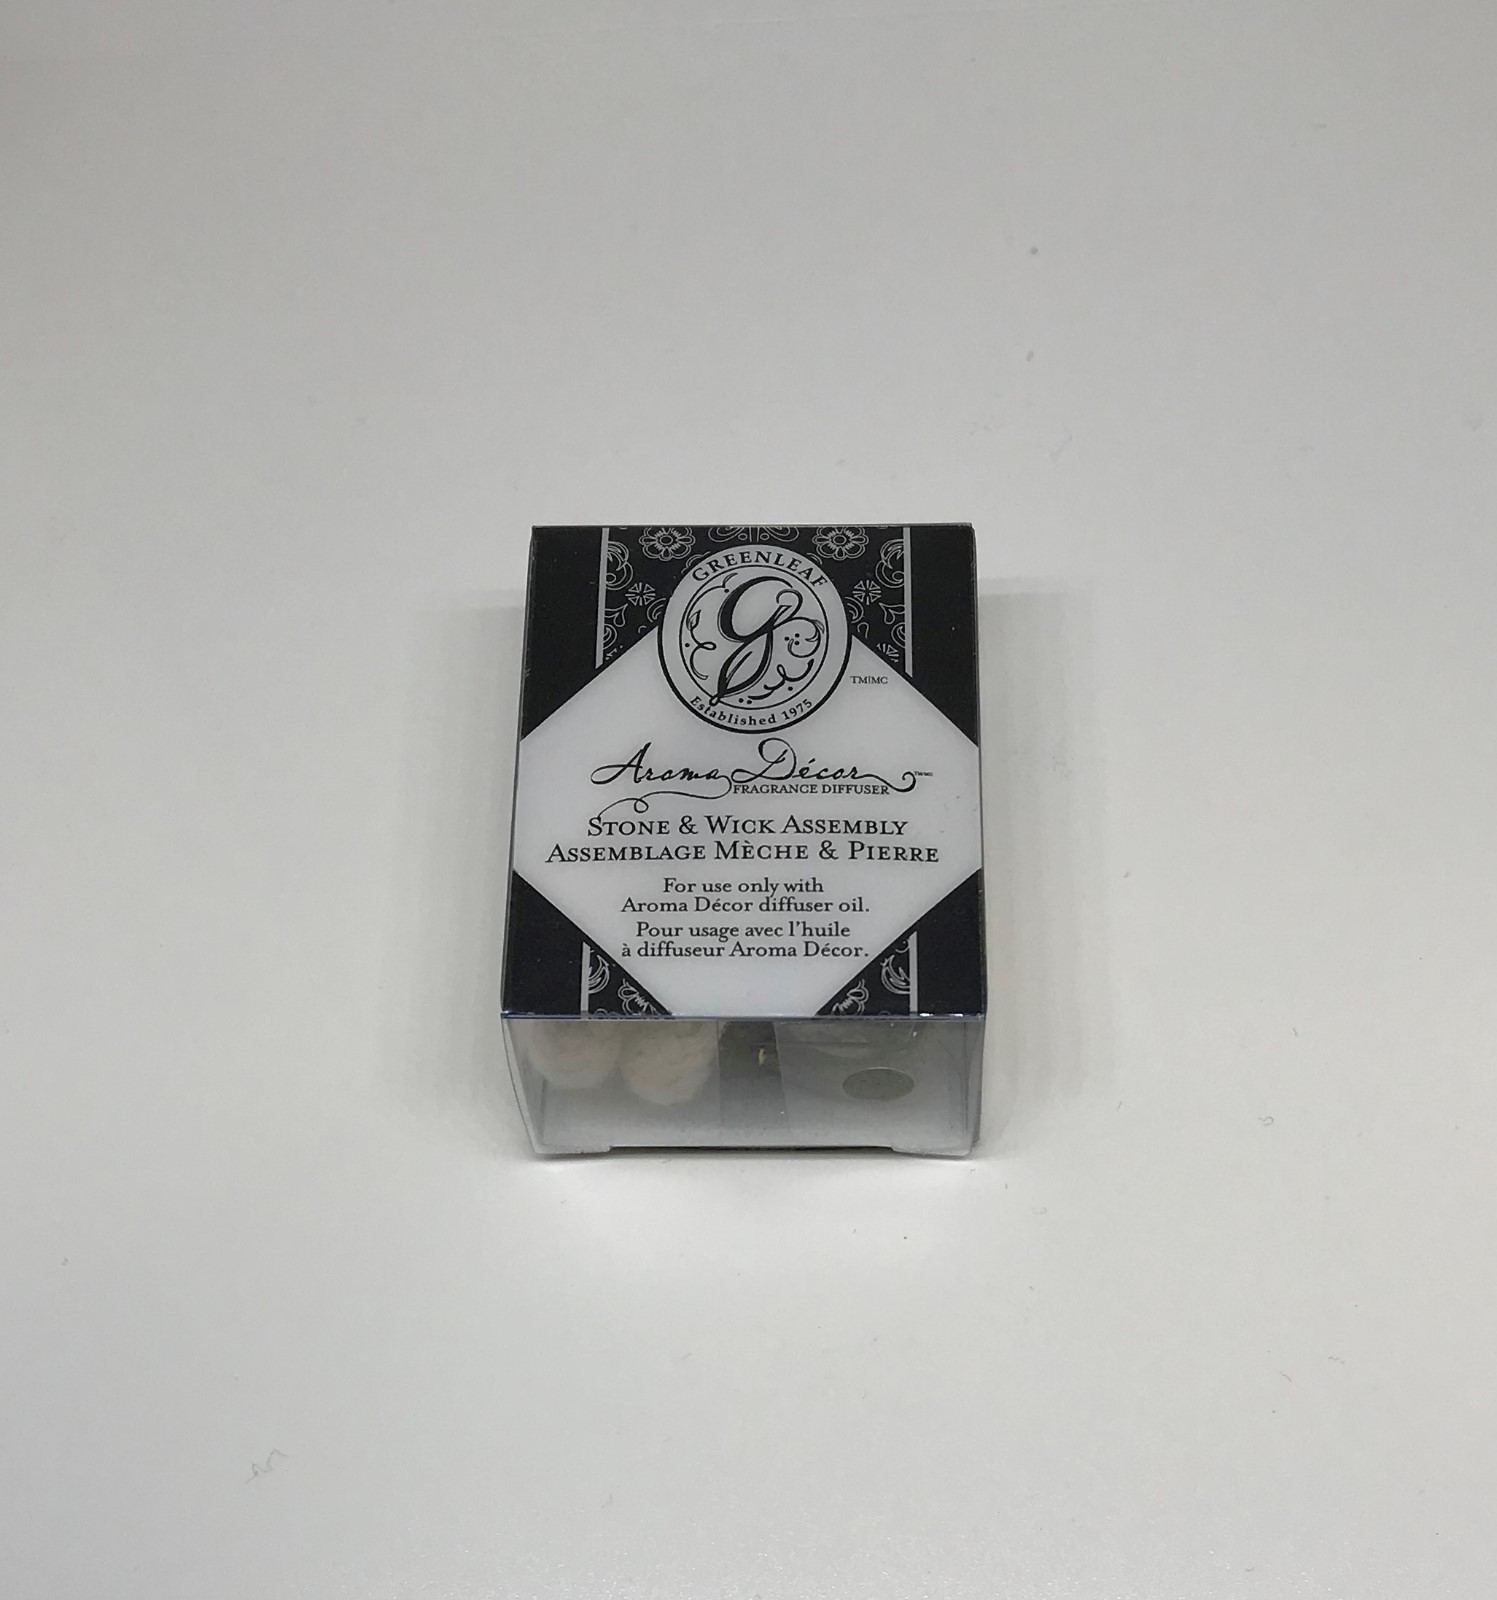 GREENLEAF
G
Established 1975
TM|MC
Aroma Décor
FRAGRANCE DIFFUSER
STONE & WICK ASSEMBLY
ASSEMBLAGE MÈCHE & PIERRE
For use only with
Aroma Décor diffuser oil.
Pour usage avec l'huile
à diffuseur Aroma Décor.